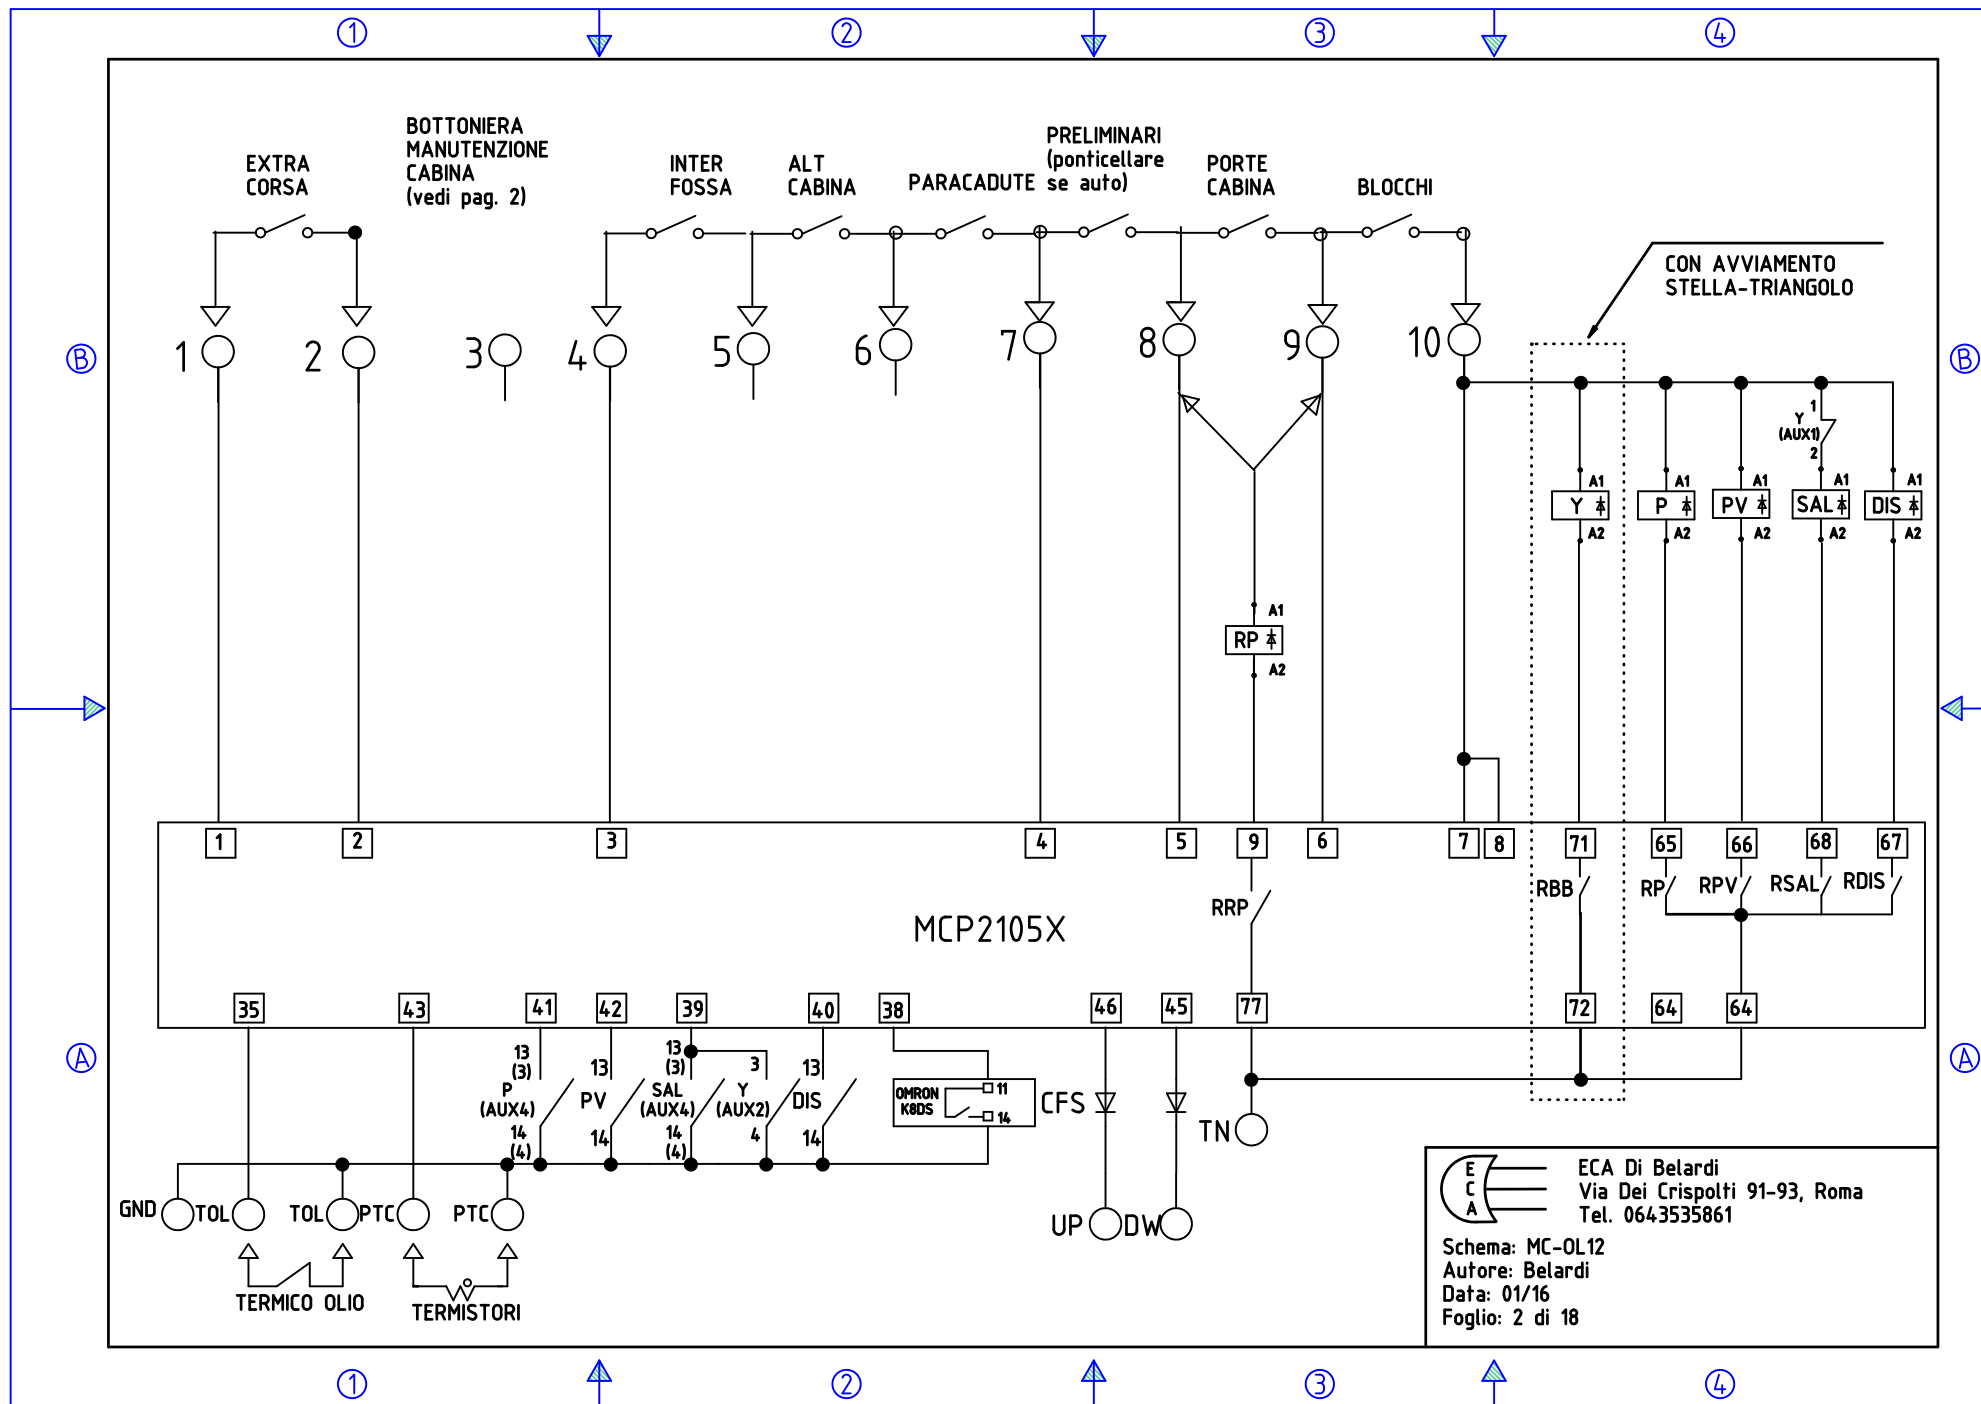 1
2
3
4
EXTRA
CORSA
BOTTONIERA
MANUTENZIONE
CABINA
(vedi pag. 2)
INTER
FOSSA
ALT
CABINA
PARACADUTE
PRELIMINARI
(ponticellare
se auto)
PORTE
CABINA
BLOCCHI
CON AVVIAMENTO
STELLA-TRIANGOLO
B
B
1
2
3
4
5
6
7
8
9
10
1
Y
(AUX1)
2
A1
A1
A1
A1
A1
Y
P
PV
SAL
DIS
A2
A2
A2
A2
A2
A1
RP
A2
1
2
3
4
5
9
6
7
8
71
65
66
68
67
RRP
RBB
RP
RPV
RSAL
RDIS
MCP2105X
35
43
41
42
39
40
38
46
45
77
72
64
64
A
A
13
(3)
P
(AUX4)
14
(4)
13
PV
14
13
(3)
SAL
(AUX4)
14
(4)
3
Y
(AUX2)
4
13
DIS
14
OMRON
K8DS
11
14
CFS
TN
GND
TOL
TOL
PTC
PTC
UP
DW
TERMICO OLIO
TERMISTORI
E
C
A
ECA Di Belardi
Via Dei Crispolti 91-93, Roma
Tel. 0643535861
Schema: MC-OL12
Autore: Belardi
Data: 01/16
Foglio: 2 di 18
1
2
3
4